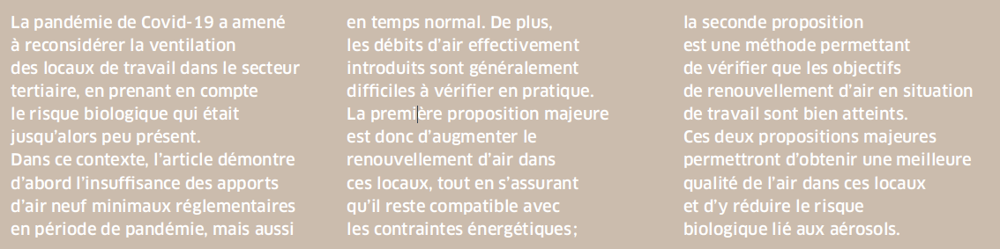 La pandémie de Covid-19 a amené
à reconsidérer la ventilation
des locaux de travail dans le secteur
tertiaire, en prenant en compte
le risque biologique qui était
jusqu'alors peu présent.
Dans ce contexte, l'article démontre
d'abord l'insuffisance des apports
d'air neuf minimaux réglementaires
en période de pandémie, mais aussi
en temps normal. De plus,
les débits d'air effectivement
introduits sont généralement
difficiles à vérifier en pratique.
La première proposition majeure
est donc d'augmenter le
renouvellement d'air dans
ces locaux, tout en s'assurant
qu'il reste compatible avec
les contraintes énergétiques ;
la seconde proposition
est une méthode permettant
de vérifier que les objectifs
de renouvellement d'air en situation
de travail sont bien atteints.
Ces deux propositions majeures
permettront d'obtenir une meilleure
qualité de l'air dans ces locaux
et d'y réduire le risque
biologique lié aux aérosols.